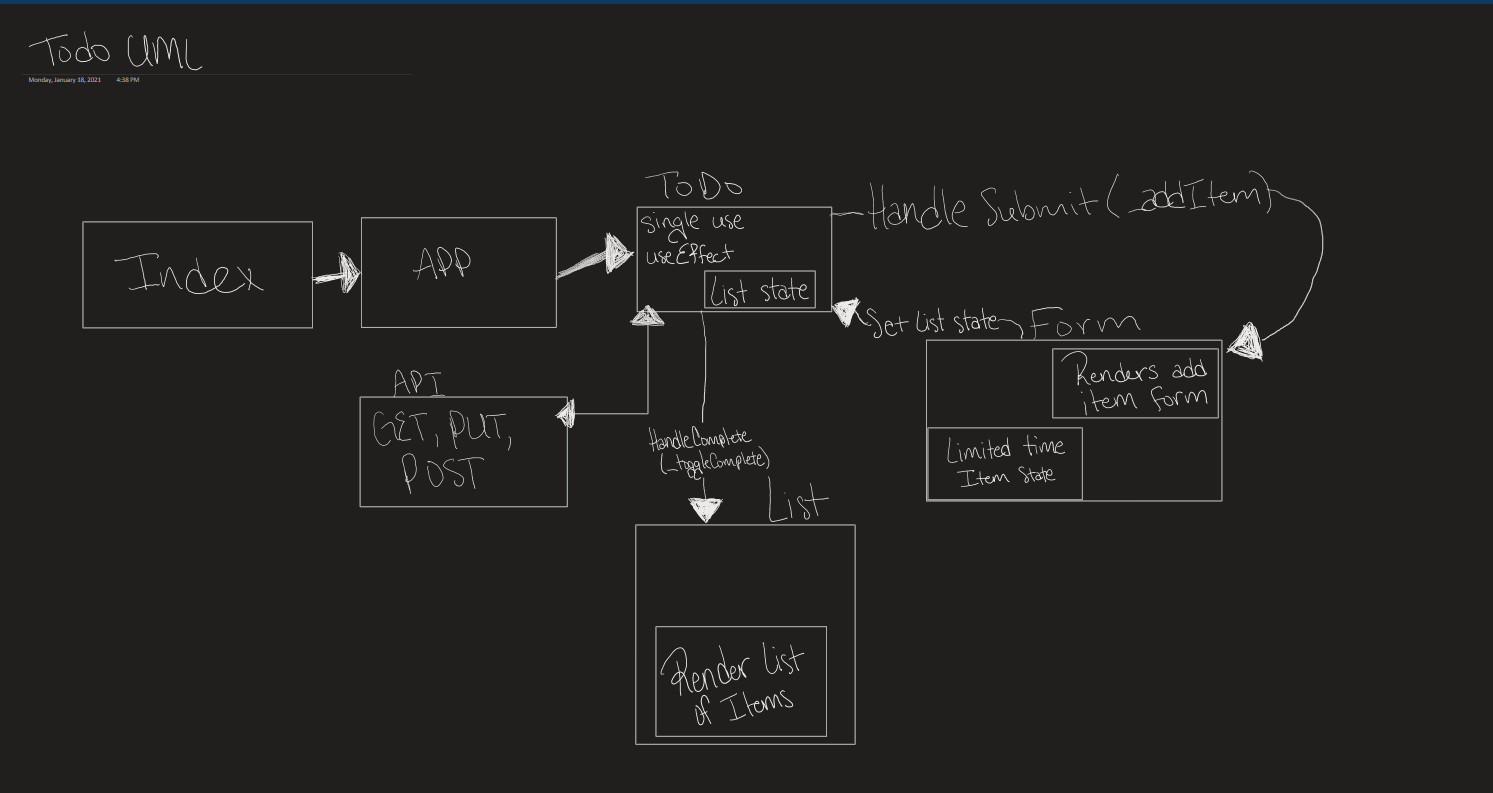 Todo UML
Monday, January 18, 2021 4:38 PM
Index
APP
ToDo
single use
useEffect
List state
Handle Submit(_addItem)
Set List state
Form
Renders add
item form
Limited time
Item State
API
GET, PUT,
POST
HandleComplete
(_toggleComplete)
List
Render List
of Items